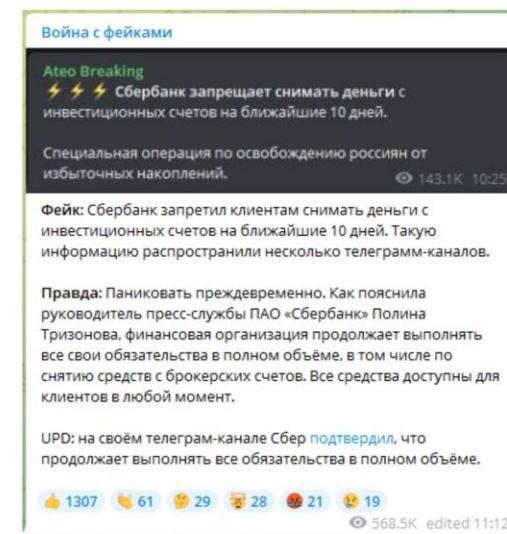 Война с фейками
Ateo Breaking
⚡⚡⚡ Сбербанк запрещает снимать деньги с
инвестиционных счетов на ближайшие 10 дней.
Специальная операция по освобождению россиян от
избыточных накоплений.
143.1K 10:25
Фейк: Сбербанк запретил клиентам снимать деньги с
инвестиционных счетов на ближайшие 10 дней. Такую
информацию распространили несколько телеграмм-каналов.
Правда: Паниковать преждевременно. Как пояснила
руководитель пресс-службы ПАО «Сбербанк» Полина
Тризонова, финансовая организация продолжает выполнять
все свои обязательства в полном объёме, в том числе по
снятию средств с брокерских счетов. Все средства доступны для
клиентов в любой момент.
UPD: на своём телеграм-канале Сбер подтвердил, что
продолжает выполнять все обязательства в полном объёме.
👍 1307 👏 61 🤔 29 🤯 28 🤬 21 😢 19
568.5K edited 11:12